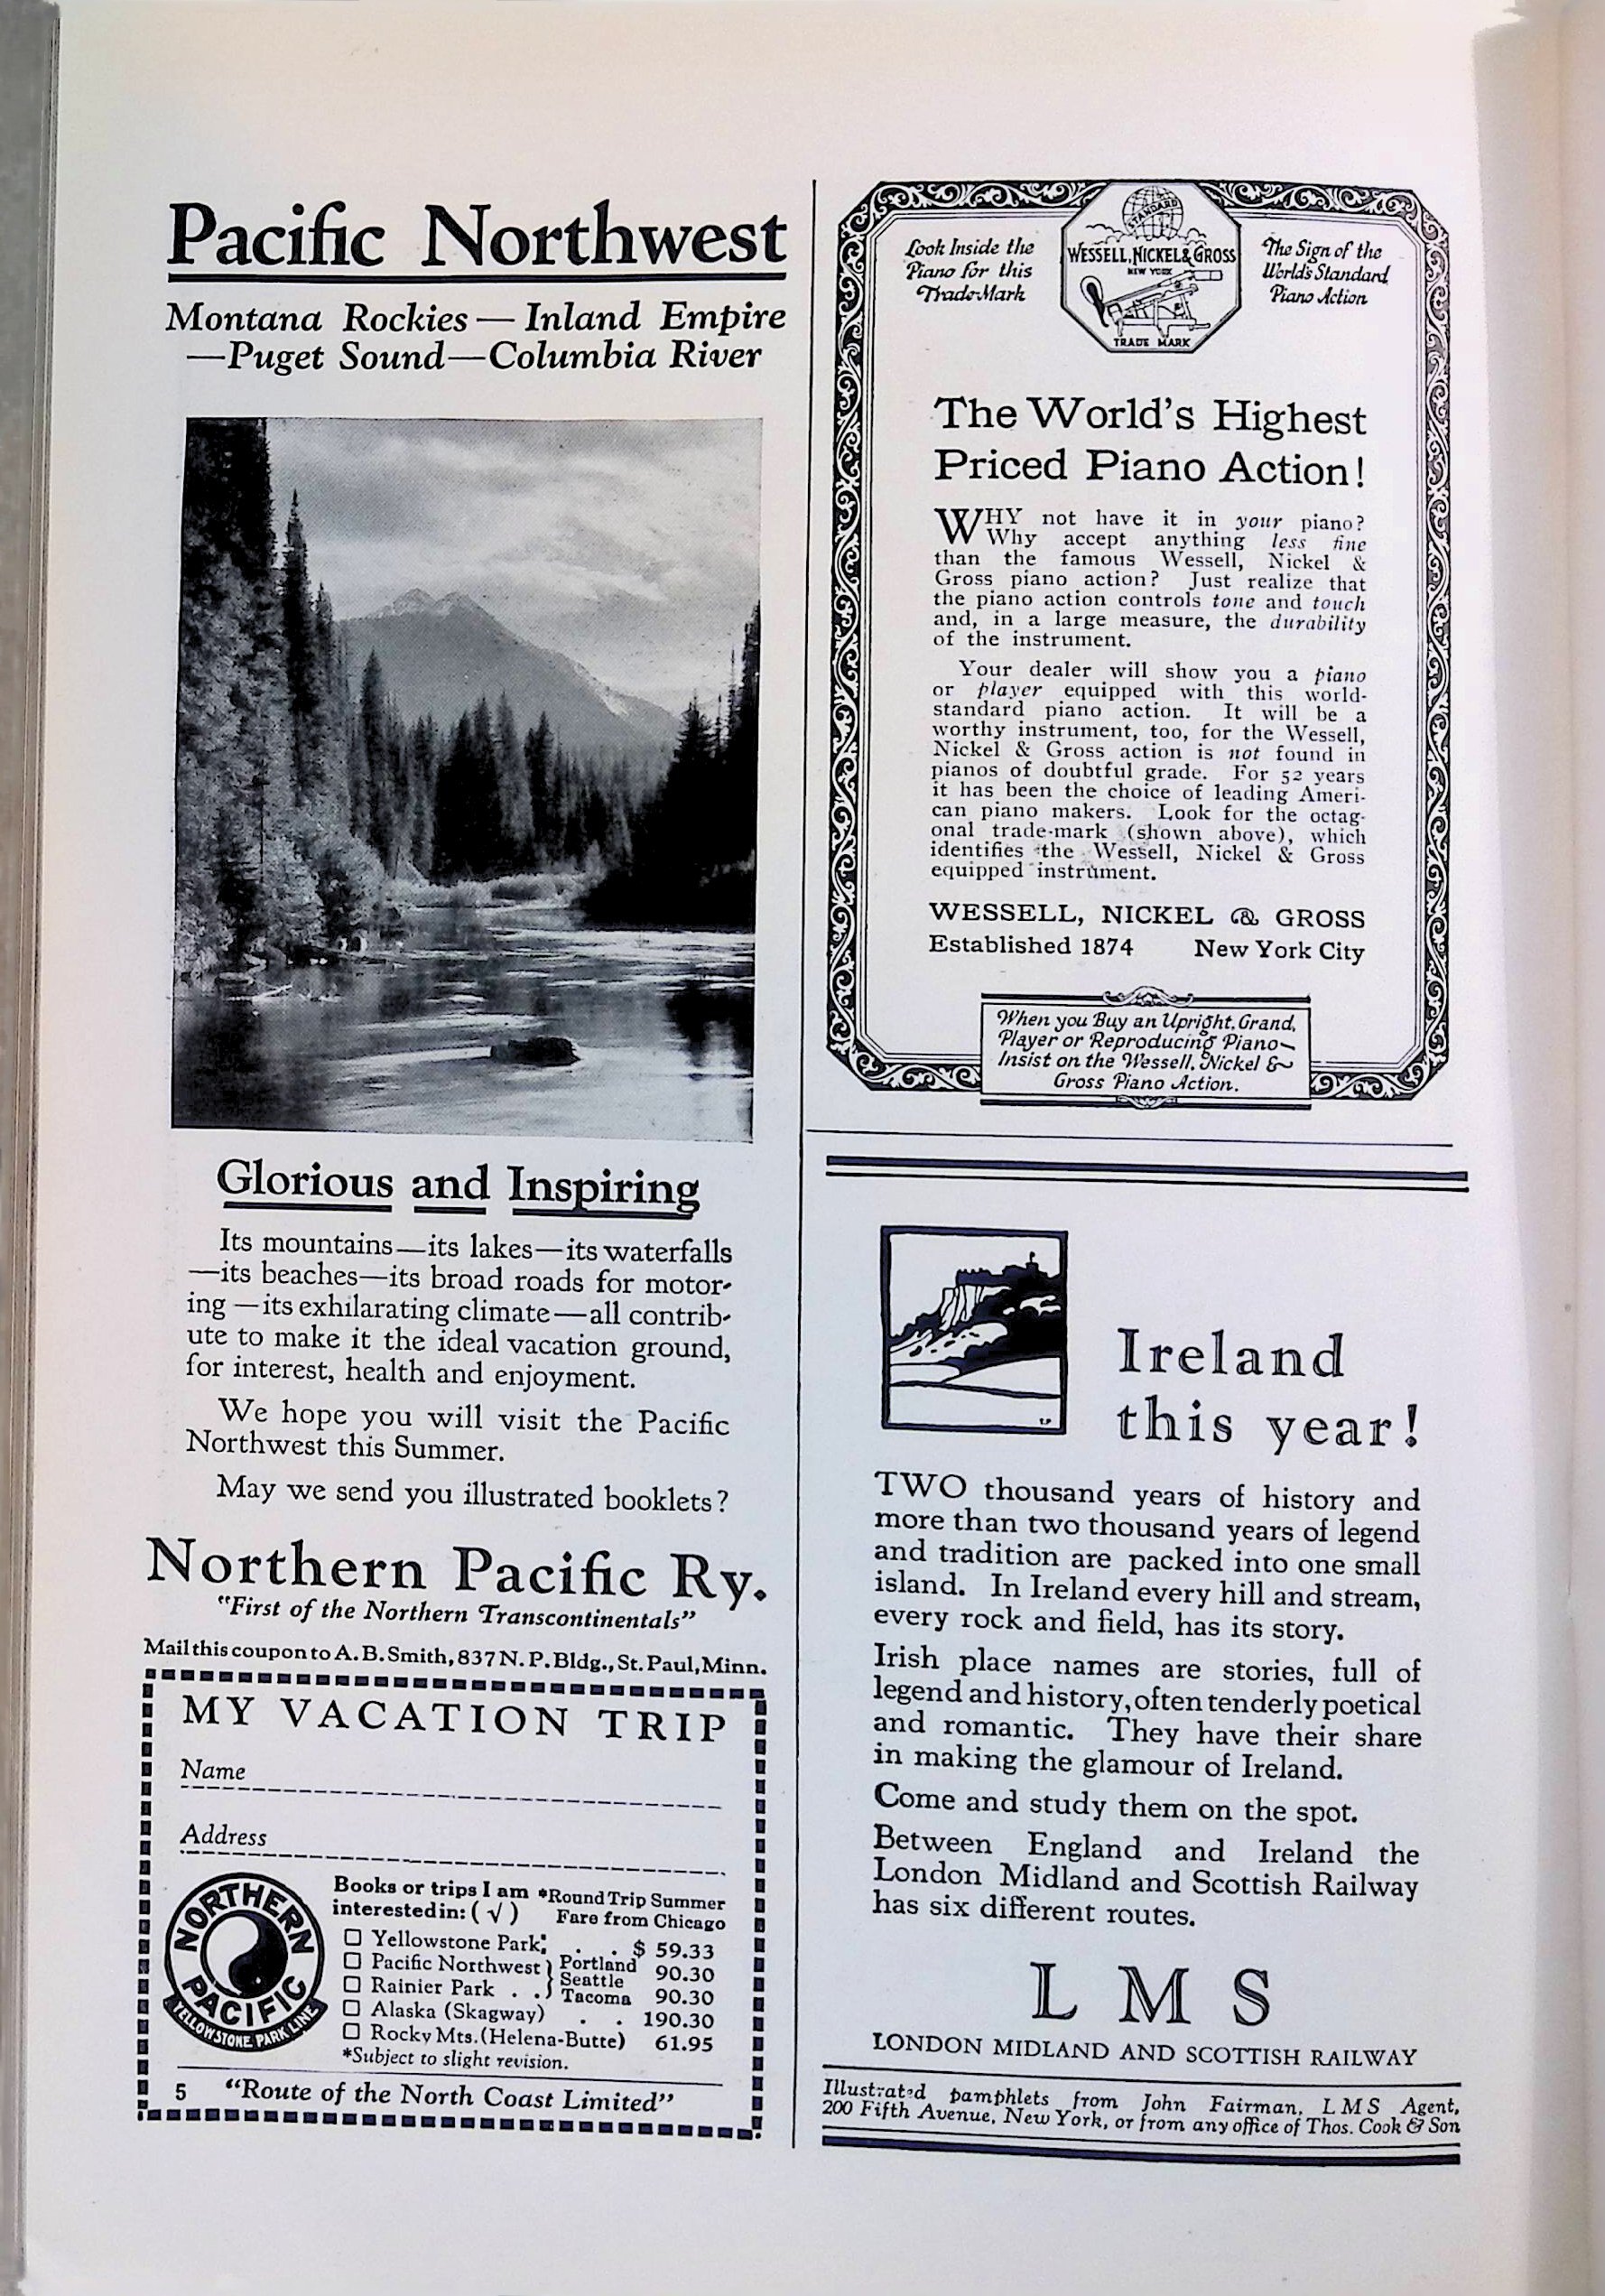 Pacific Northwest
Montana Rockies — Inland Empire
—Puget Sound—Columbia River
Glorious and Inspiring
Its mountains—its lakes—its waterfalls
—its beaches—its broad roads for motor-
ing—its exhilarating climate—all contrib-
ute to make it the ideal vacation ground,
for interest, health and enjoyment.
We hope you will visit the Pacific
Northwest this Summer.
May we send you illustrated booklets?
Northern Pacific Ry.
"First of the Northern Transcontinentals"
Mail this coupon to A. B. Smith, 837 N. P. Bldg., St. Paul, Minn.
MY VACATION TRIP
Name
Address
NORTHERN
PACIFIC
YELLOWSTONE PARK LINE
Books or trips I am *Round Trip Summer
interested in: (√) Fare from Chicago
☐ Yellowstone Park: . . $ 59.33
☐ Pacific Northwest } Portland 90.30
☐ Rainier Park . . } Seattle Tacoma 90.30
☐ Alaska (Skagway) . . 190.30
☐ Rocky Mts. (Helena-Butte) 61.95
*Subject to slight revision.
5 "Route of the North Coast Limited"
Look Inside the
Piano for this
Trade-Mark
STANDARD
WESSELL, NICKEL & GROSS
NEW YORK
TRADE MARK
The Sign of the
World's Standard
Piano Action
The World's Highest
Priced Piano Action!
WHY not have it in your piano?
Why accept anything less fine
than the famous Wessell, Nickel &
Gross piano action? Just realize that
the piano action controls tone and touch
and, in a large measure, the durability
of the instrument.
Your dealer will show you a piano
or player equipped with this world-
standard piano action. It will be a
worthy instrument, too, for the Wessell,
Nickel & Gross action is not found in
pianos of doubtful grade. For 52 years
it has been the choice of leading Ameri-
can piano makers. Look for the octag-
onal trade-mark (shown above), which
identifies the Wessell, Nickel & Gross
equipped instrument.
WESSELL, NICKEL & GROSS
Established 1874 New York City
When you Buy an Upright, Grand,
Player or Reproducing Piano—
Insist on the Wessell, Nickel &
Gross Piano Action.
Ireland
this year!
TWO thousand years of history and
more than two thousand years of legend
and tradition are packed into one small
island. In Ireland every hill and stream,
every rock and field, has its story.
Irish place names are stories, full of
legend and history, often tenderly poetical
and romantic. They have their share
in making the glamour of Ireland.
Come and study them on the spot.
Between England and Ireland the
London Midland and Scottish Railway
has six different routes.
L M S
LONDON MIDLAND AND SCOTTISH RAILWAY
Illustrated pamphlets from John Fairman, L M S Agent,
200 Fifth Avenue, New York, or from any office of Thos. Cook & Son